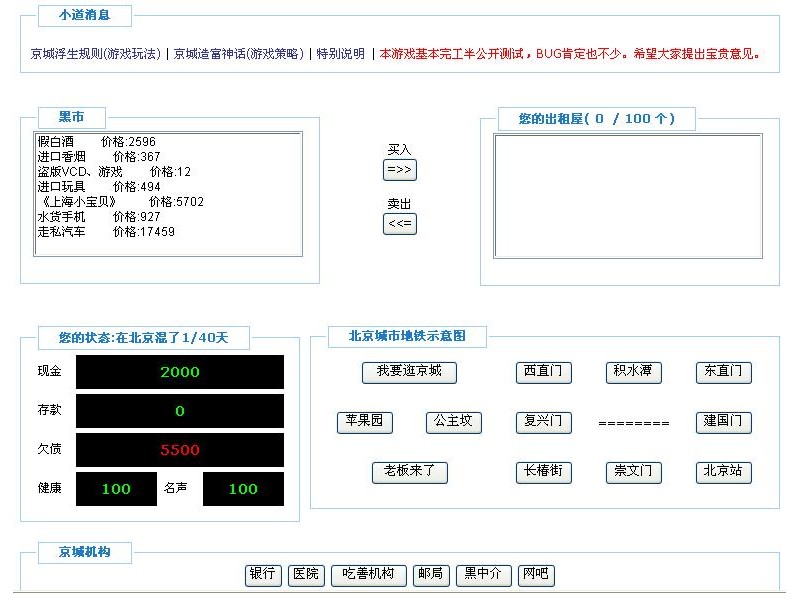 小道消息
京城浮生规则(游戏玩法) | 京城造富神话(游戏策略) | 特别说明 | 本游戏基本完工半公开测试，BUG肯定也不少。希望大家提出宝贵意见。
黑市
假白酒 价格:2596
进口香烟 价格:367
盗版VCD、游戏 价格:12
进口玩具 价格:494
《上海小宝贝》 价格:5702
水货手机 价格:927
走私汽车 价格:17459
买入
=>>
卖出
<<=
您的出租屋( 0 / 100 个 )
您的状态:在北京混了1/40天
现金 2000
存款 0
欠债 5500
健康 100 名声 100
北京城市地铁示意图
我要逛京城 西直门 积水潭 东直门
苹果园 公主坟 复兴门 ======== 建国门
老板来了 长椿街 崇文门 北京站
京城机构
银行 医院 吃善机构 邮局 黑中介 网吧